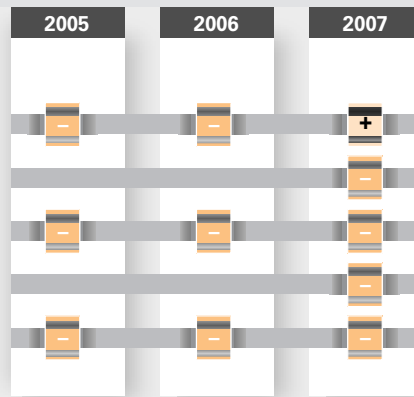 2005 2006 2007
– – +
–
– – –
–
– – –